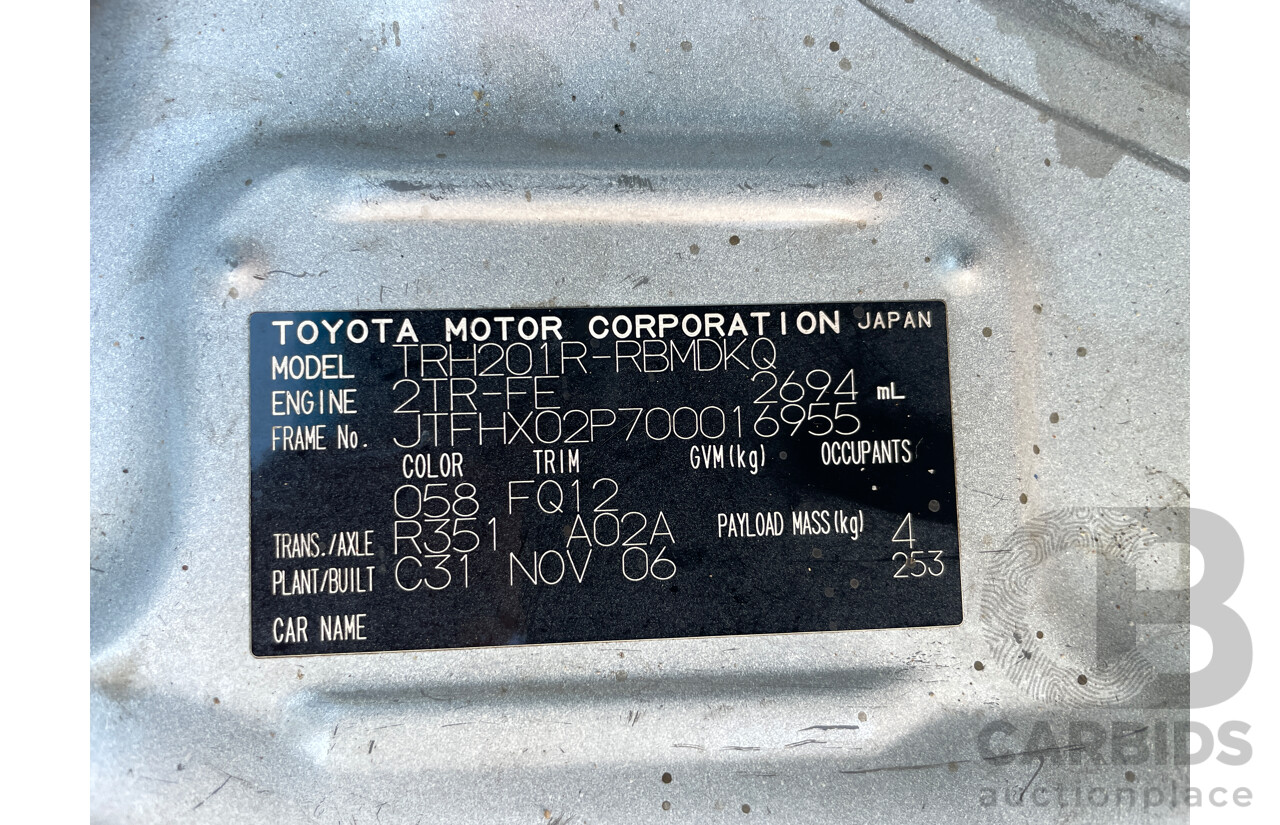 TOYOTA MOTOR CORPORATION JAPAN
MODEL TRH201R-RBMDKQ
ENGINE 2TR-FE 2694 mL
FRAME No. JTFHX02P700016955
COLOR TRIM GVM(kg) OCCUPANTS
058 FQ12
TRANS./AXLE R351 A02A PAYLOAD MASS(kg) 4
PLANT/BUILT C31 NOV 06 253
CAR NAME
B
CARBIDS
auctionplace